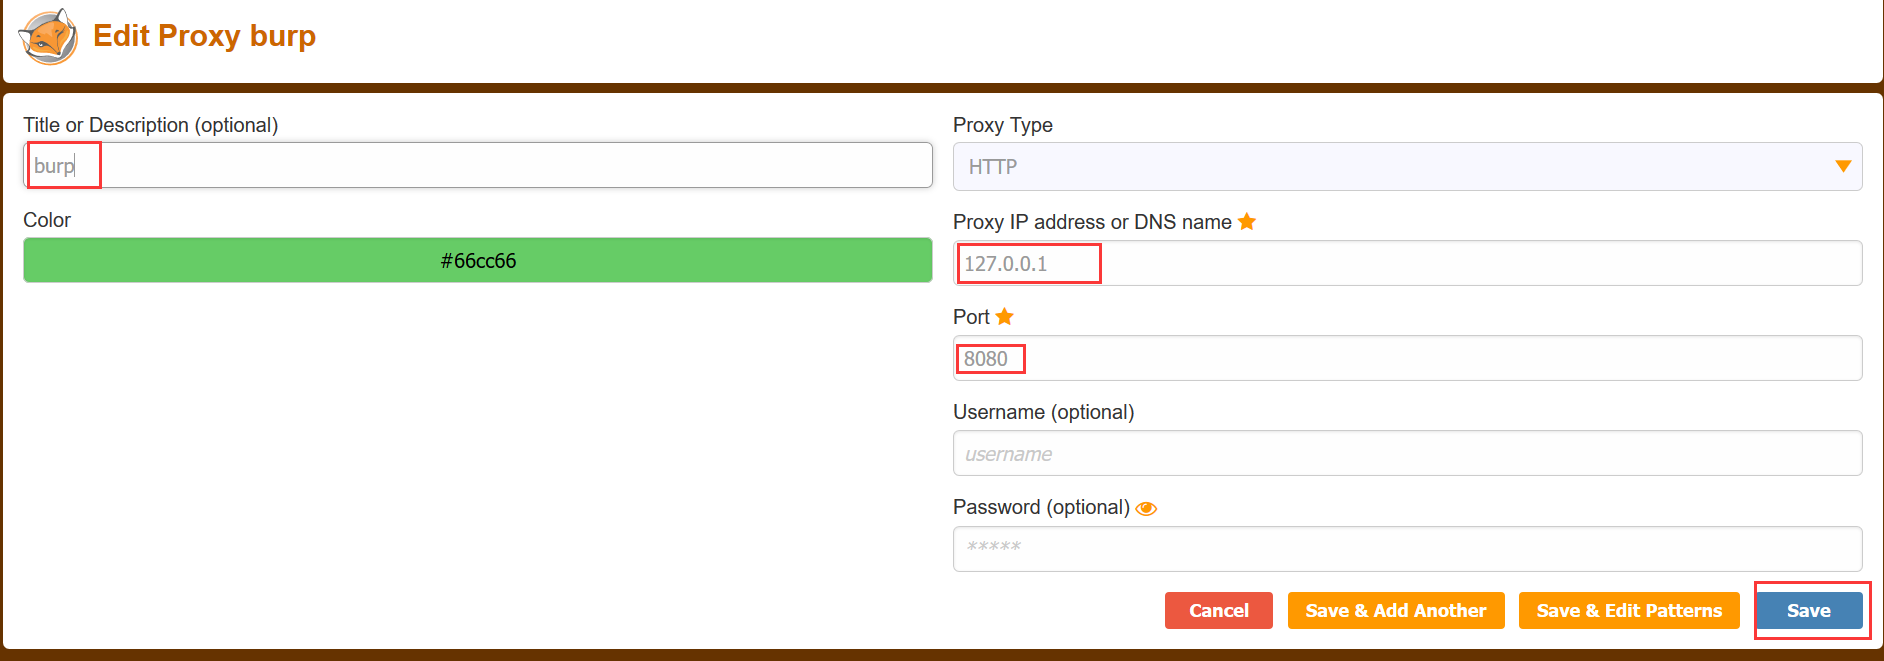 Edit Proxy burp
Title or Description (optional)
burp
Color
#66cc66
Proxy Type
HTTP
Proxy IP address or DNS name
127.0.0.1
Port
8080
Username (optional)
username
Password (optional)
*****
Cancel
Save & Add Another
Save & Edit Patterns
Save